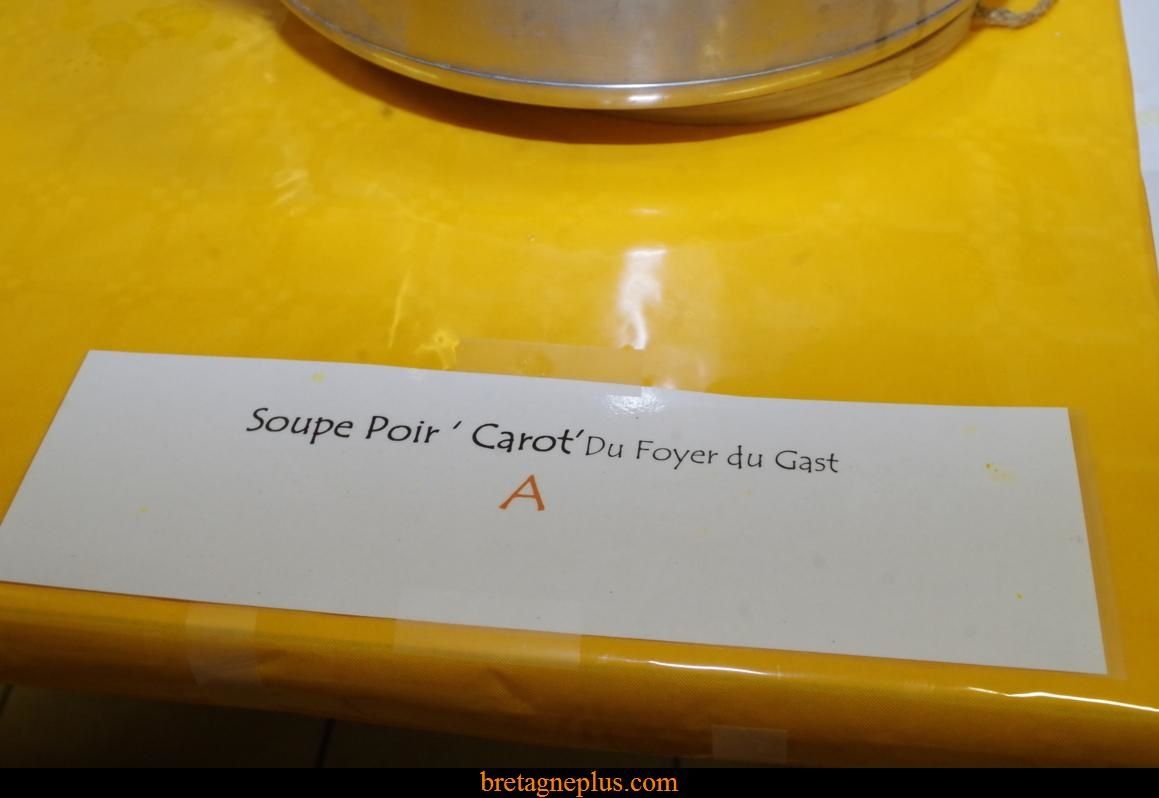 Soupe Poir ' Carot' Du Foyer du Gast
A
bretagneplus.com